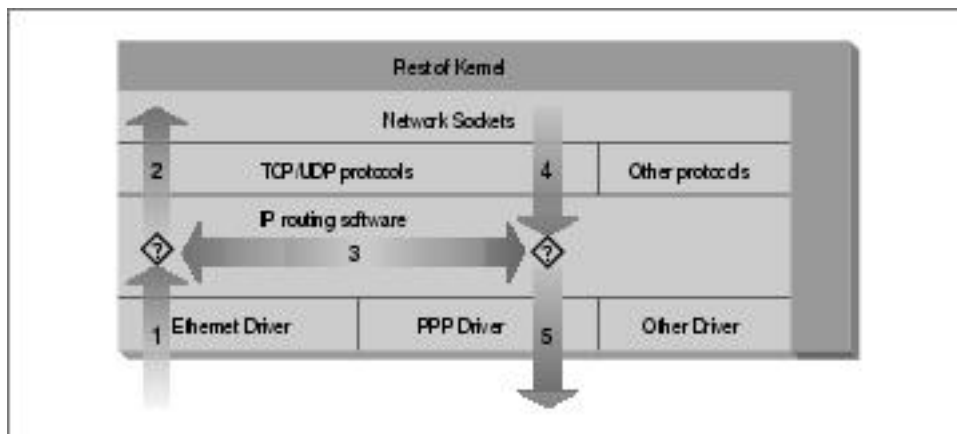 Rest of Kernel
Network Sockets
2 TCP/UDP protocols 4 Other protocols
IP routing software
? 3 ?
1 Ethernet Driver PPP Driver 5 Other Driver